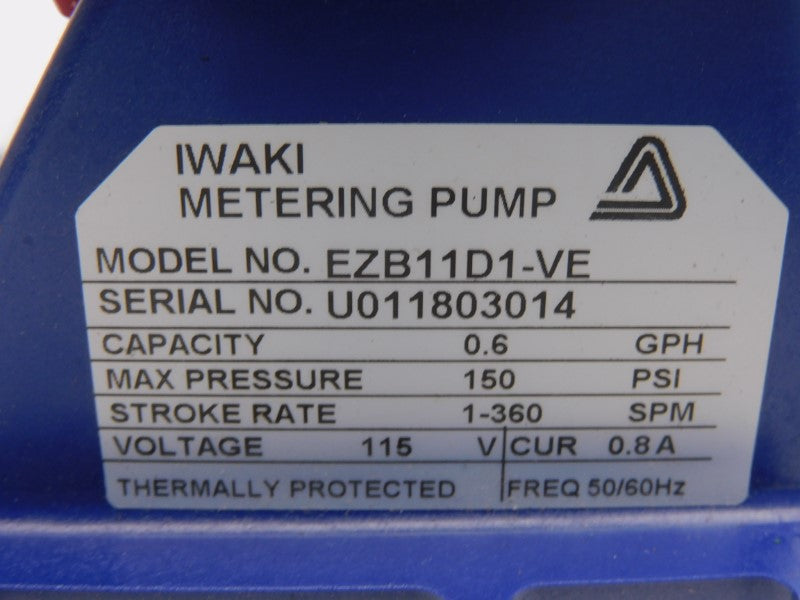 IWAKI
METERING PUMP
MODEL NO. EZB11D1-VE
SERIAL NO. U011803014
CAPACITY 0.6 GPH
MAX PRESSURE 150 PSI
STROKE RATE 1-360 SPM
VOLTAGE 115 V CUR 0.8 A
THERMALLY PROTECTED FREQ 50/60Hz